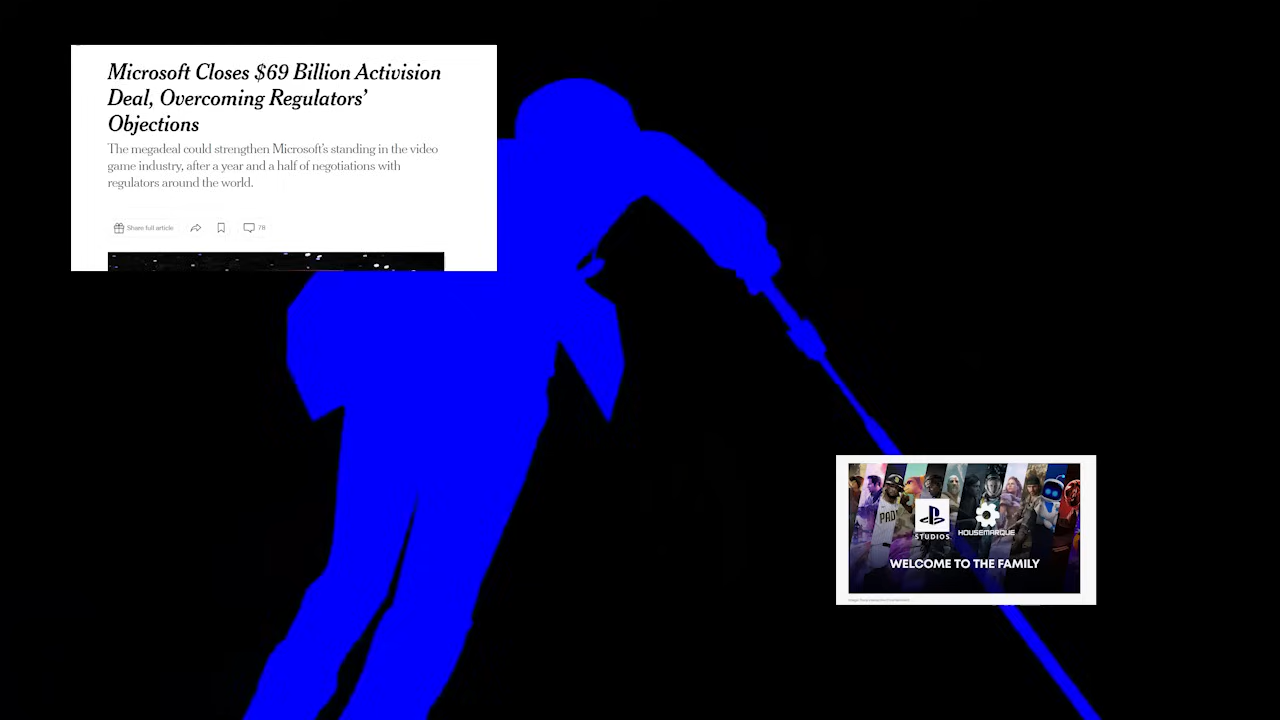 Microsoft Closes $69 Billion Activision
Deal, Overcoming Regulators’
Objections
The megadeal could strengthen Microsoft’s standing in the video
game industry, after a year and a half of negotiations with
regulators around the world.
Share full article
78
PAD
STUDIOS
HOUSEMARQUE
WELCOME TO THE FAMILY